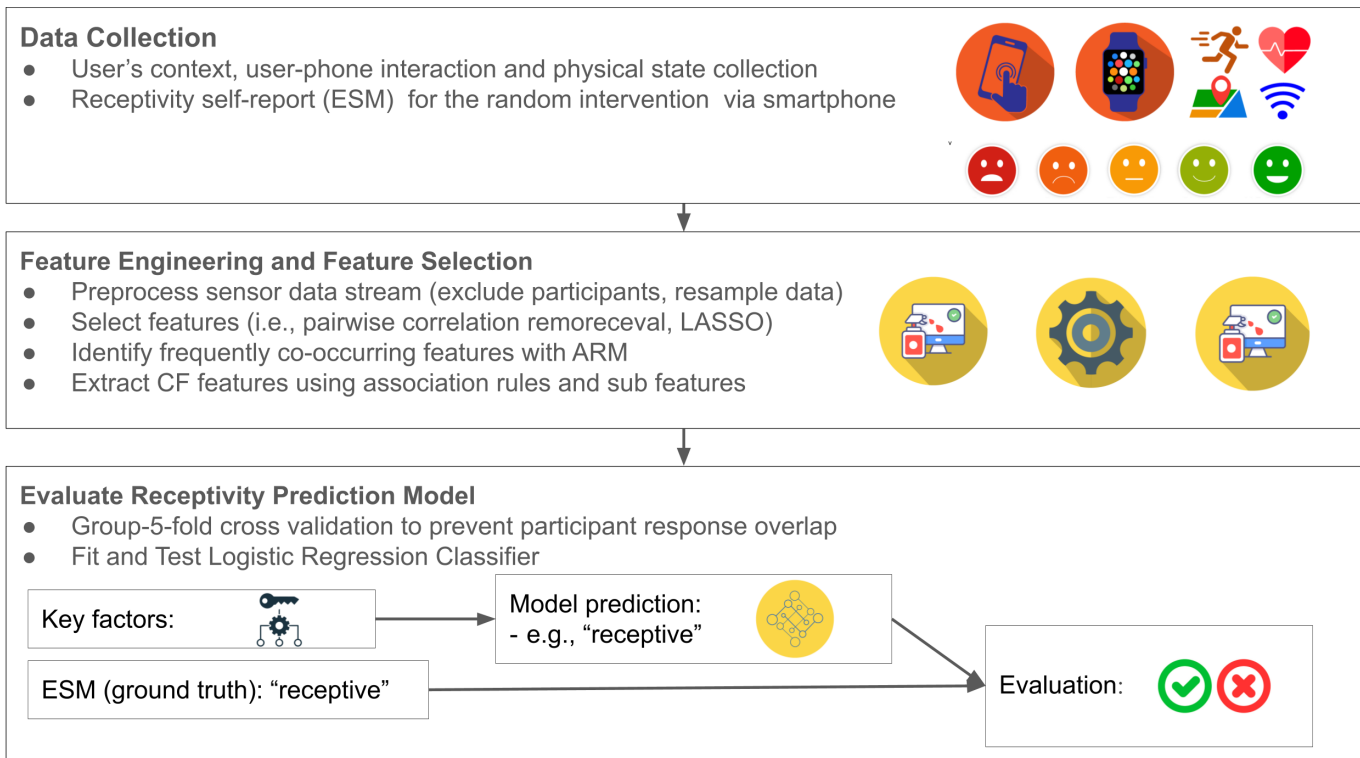 Data Collection
● User's context, user-phone interaction and physical state collection
● Receptivity self-report (ESM) for the random intervention via smartphone
v
Feature Engineering and Feature Selection
● Preprocess sensor data stream (exclude participants, resample data)
● Select features (i.e., pairwise correlation remoreceval, LASSO)
● Identify frequently co-occurring features with ARM
● Extract CF features using association rules and sub features
Evaluate Receptivity Prediction Model
● Group-5-fold cross validation to prevent participant response overlap
● Fit and Test Logistic Regression Classifier
Key factors:
Model prediction:
- e.g., “receptive”
ESM (ground truth): “receptive”
Evaluation: